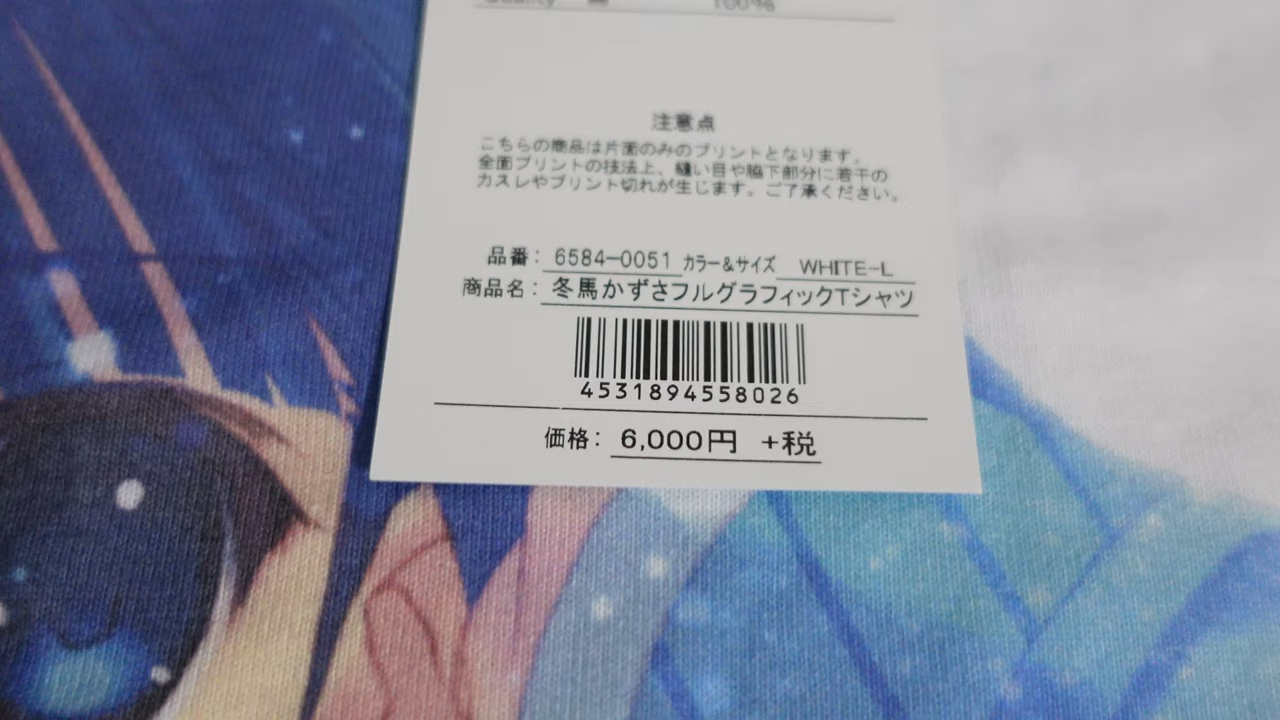 Quality 綿 100%
注意点
こちらの商品は片面のみのプリントとなります。
全面プリントの技法上、縫い目や脇下部分に若干の
カスレやプリント切れが生じます。ご了承ください。
品番: 6584-0051 カラー&サイズ WHITE-L
商品名: 冬馬かずさフルグラフィックTシャツ
4531894558026
価格: 6,000円 +税